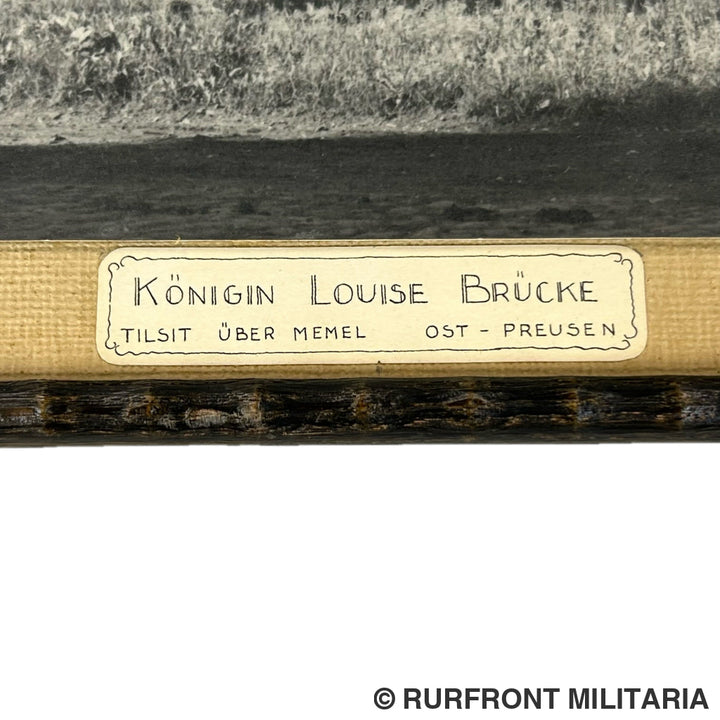 KÖNIGIN LOUISE BRÜCKE
TILSIT ÜBER MEMEL OST - PREUSEN
© RURFRONT MILITARIA